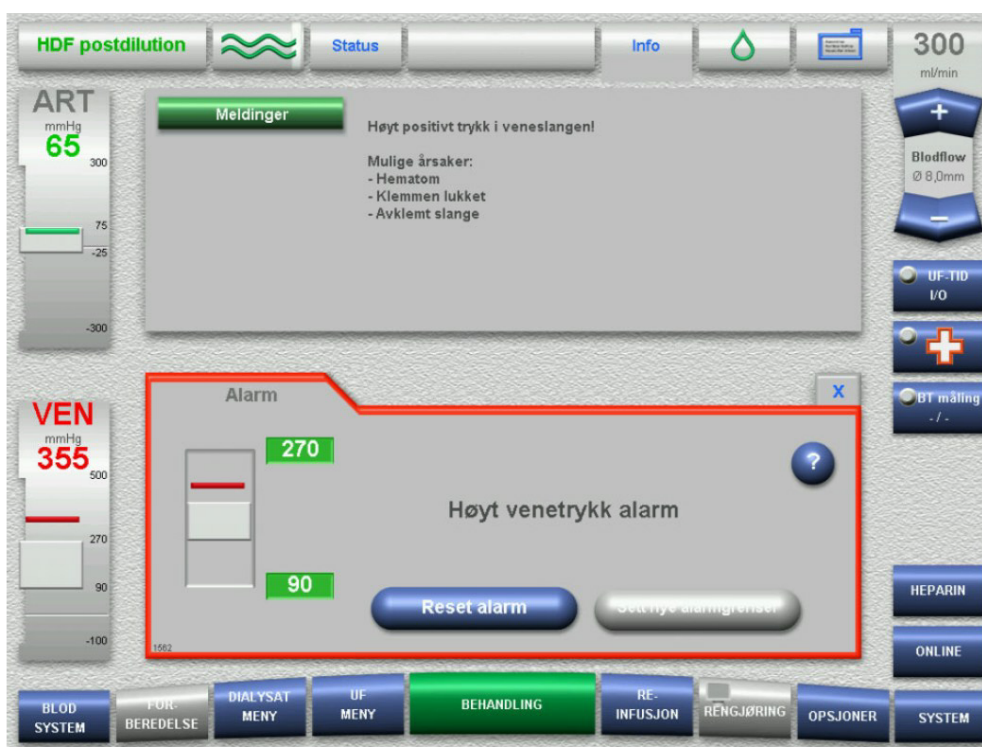 HDF postdilution
Status
Info
300
ml/min
ART
mmHg
65
300
75
-25
-300
Meldinger
Høyt positivt trykk i veneslangen!
Mulige årsaker:
- Hematom
- Klemmen lukket
- Avklemt slange
+
Blodflow
Ø 8,0mm
–
UF-TID
I/O
BT måling
- / -
VEN
mmHg
355
500
270
90
-100
Alarm
X
270
?
Høyt venetrykk alarm
90
Reset alarm
Sett nye alarmgrenser
1562
HEPARIN
ONLINE
BLOD
SYSTEM
FOR-
BEREDELSE
DIALYSAT
MENY
UF
MENY
BEHANDLING
RE-
INFUSJON
RENGJØRING
OPSJONER
SYSTEM